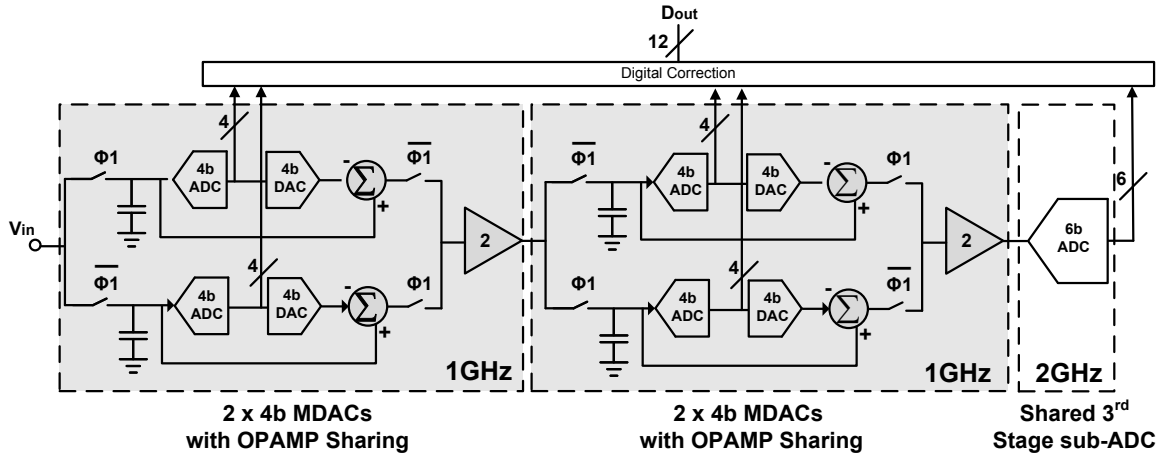 Dout
12
Digital Correction
4
4
Φ1
4b ADC
4b DAC
-
Σ
+
Φ1
Φ1
4b ADC
4b DAC
-
Σ
+
Φ1
Vin
2
2
6b ADC
6
Φ1
4
4b ADC
4b DAC
-
Σ
+
Φ1
Φ1
4
4b ADC
4b DAC
-
Σ
+
Φ1
1GHz
1GHz
2GHz
2 x 4b MDACs
with OPAMP Sharing
2 x 4b MDACs
with OPAMP Sharing
Shared 3rd
Stage sub-ADC